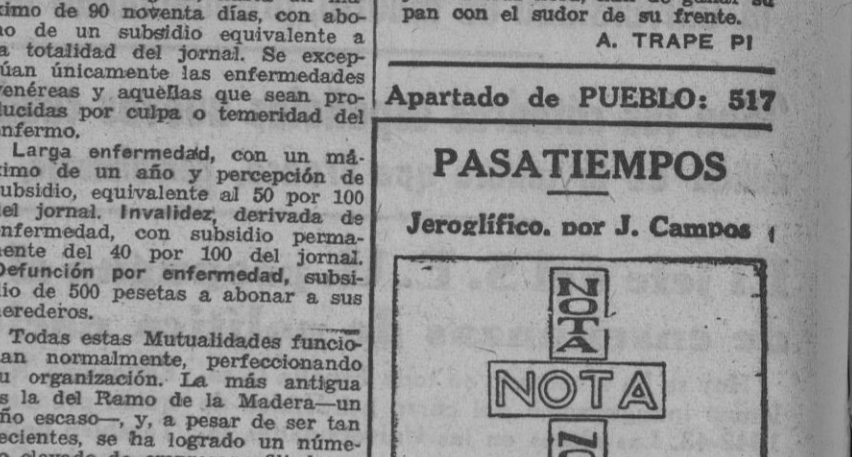 ximo de 90 noventa días, con abo-
no de un subsidio equivalente a
la totalidad del jornal. Se excep-
túan únicamente las enfermedades
venéreas y aquellas que sean pro-
ducidas por culpa o temeridad del
enfermo.
Larga enfermedad, con un má-
ximo de un año y percepción de
subsidio, equivalente al 50 por 100
del jornal. Invalidez, derivada de
enfermedad, con subsidio perma-
nente del 40 por 100 del jornal.
Defunción por enfermedad, subsi-
dio de 500 pesetas a abonar a sus
herederos.
Todas estas Mutualidades funcio-
nan normalmente, perfeccionando
su organización. La más antigua
es la del Ramo de la Madera—un
año escaso—, y, a pesar de ser tan
recientes, se ha logrado un núme-
pan con el sudor de su frente.
A. TRAPE PI
Apartado de PUEBLO: 517
PASATIEMPOS
Jeroglífico, por J. Campos
NOTA
NOTA
NO